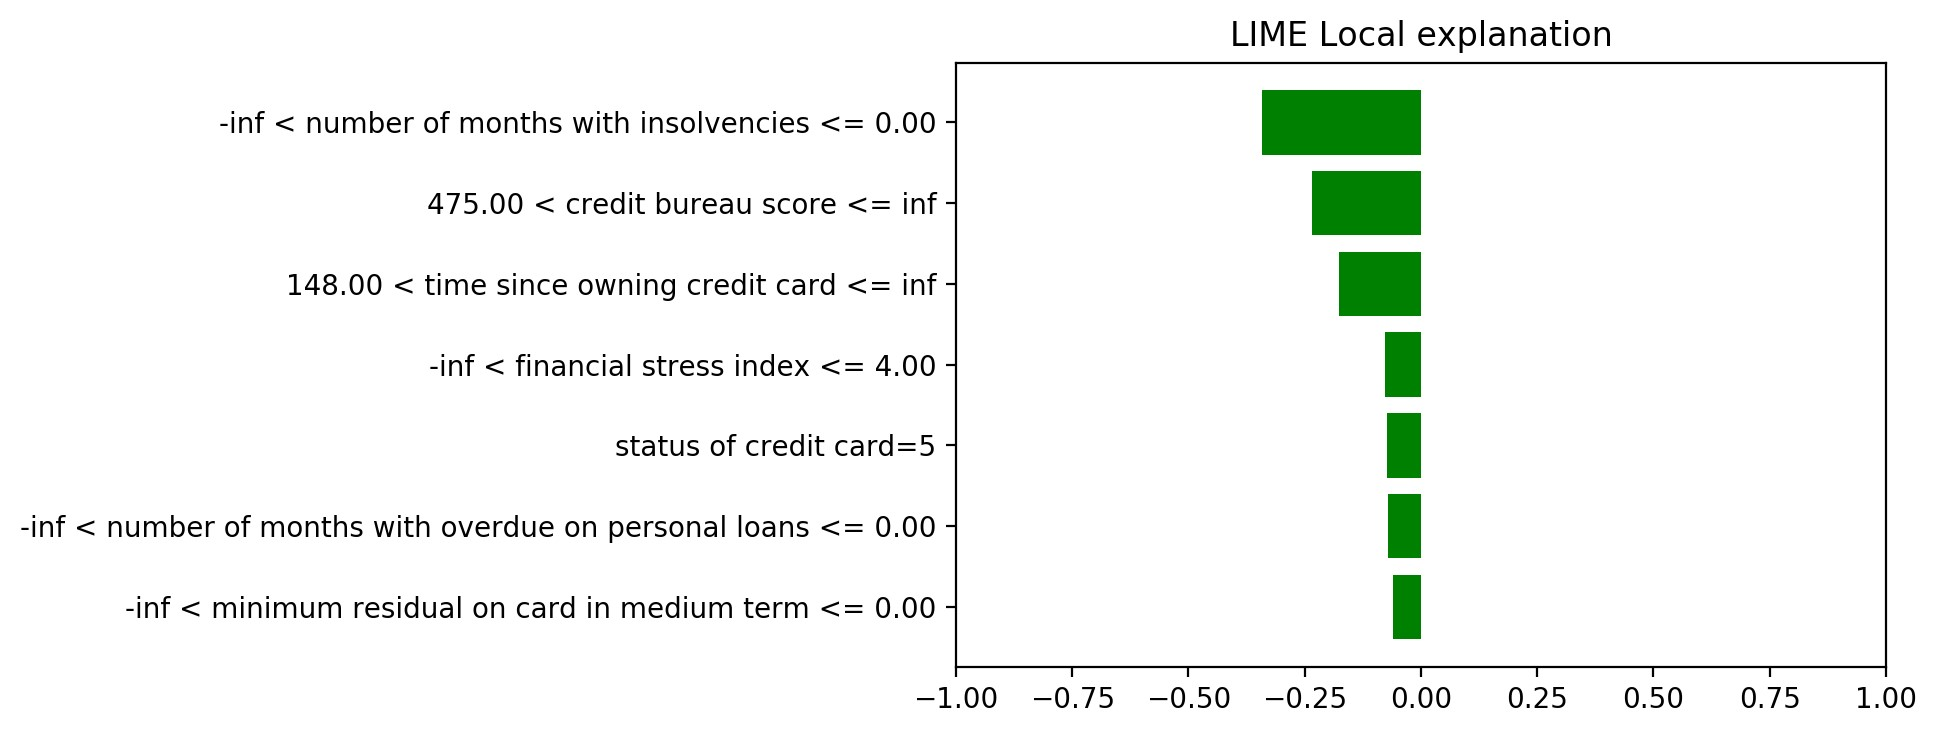 LIME Local explanation
-inf < number of months with insolvencies <= 0.00
475.00 < credit bureau score <= inf
148.00 < time since owning credit card <= inf
-inf < financial stress index <= 4.00
status of credit card=5
-inf < number of months with overdue on personal loans <= 0.00
-inf < minimum residual on card in medium term <= 0.00
−1.00 −0.75 −0.50 −0.25 0.00 0.25 0.50 0.75 1.00